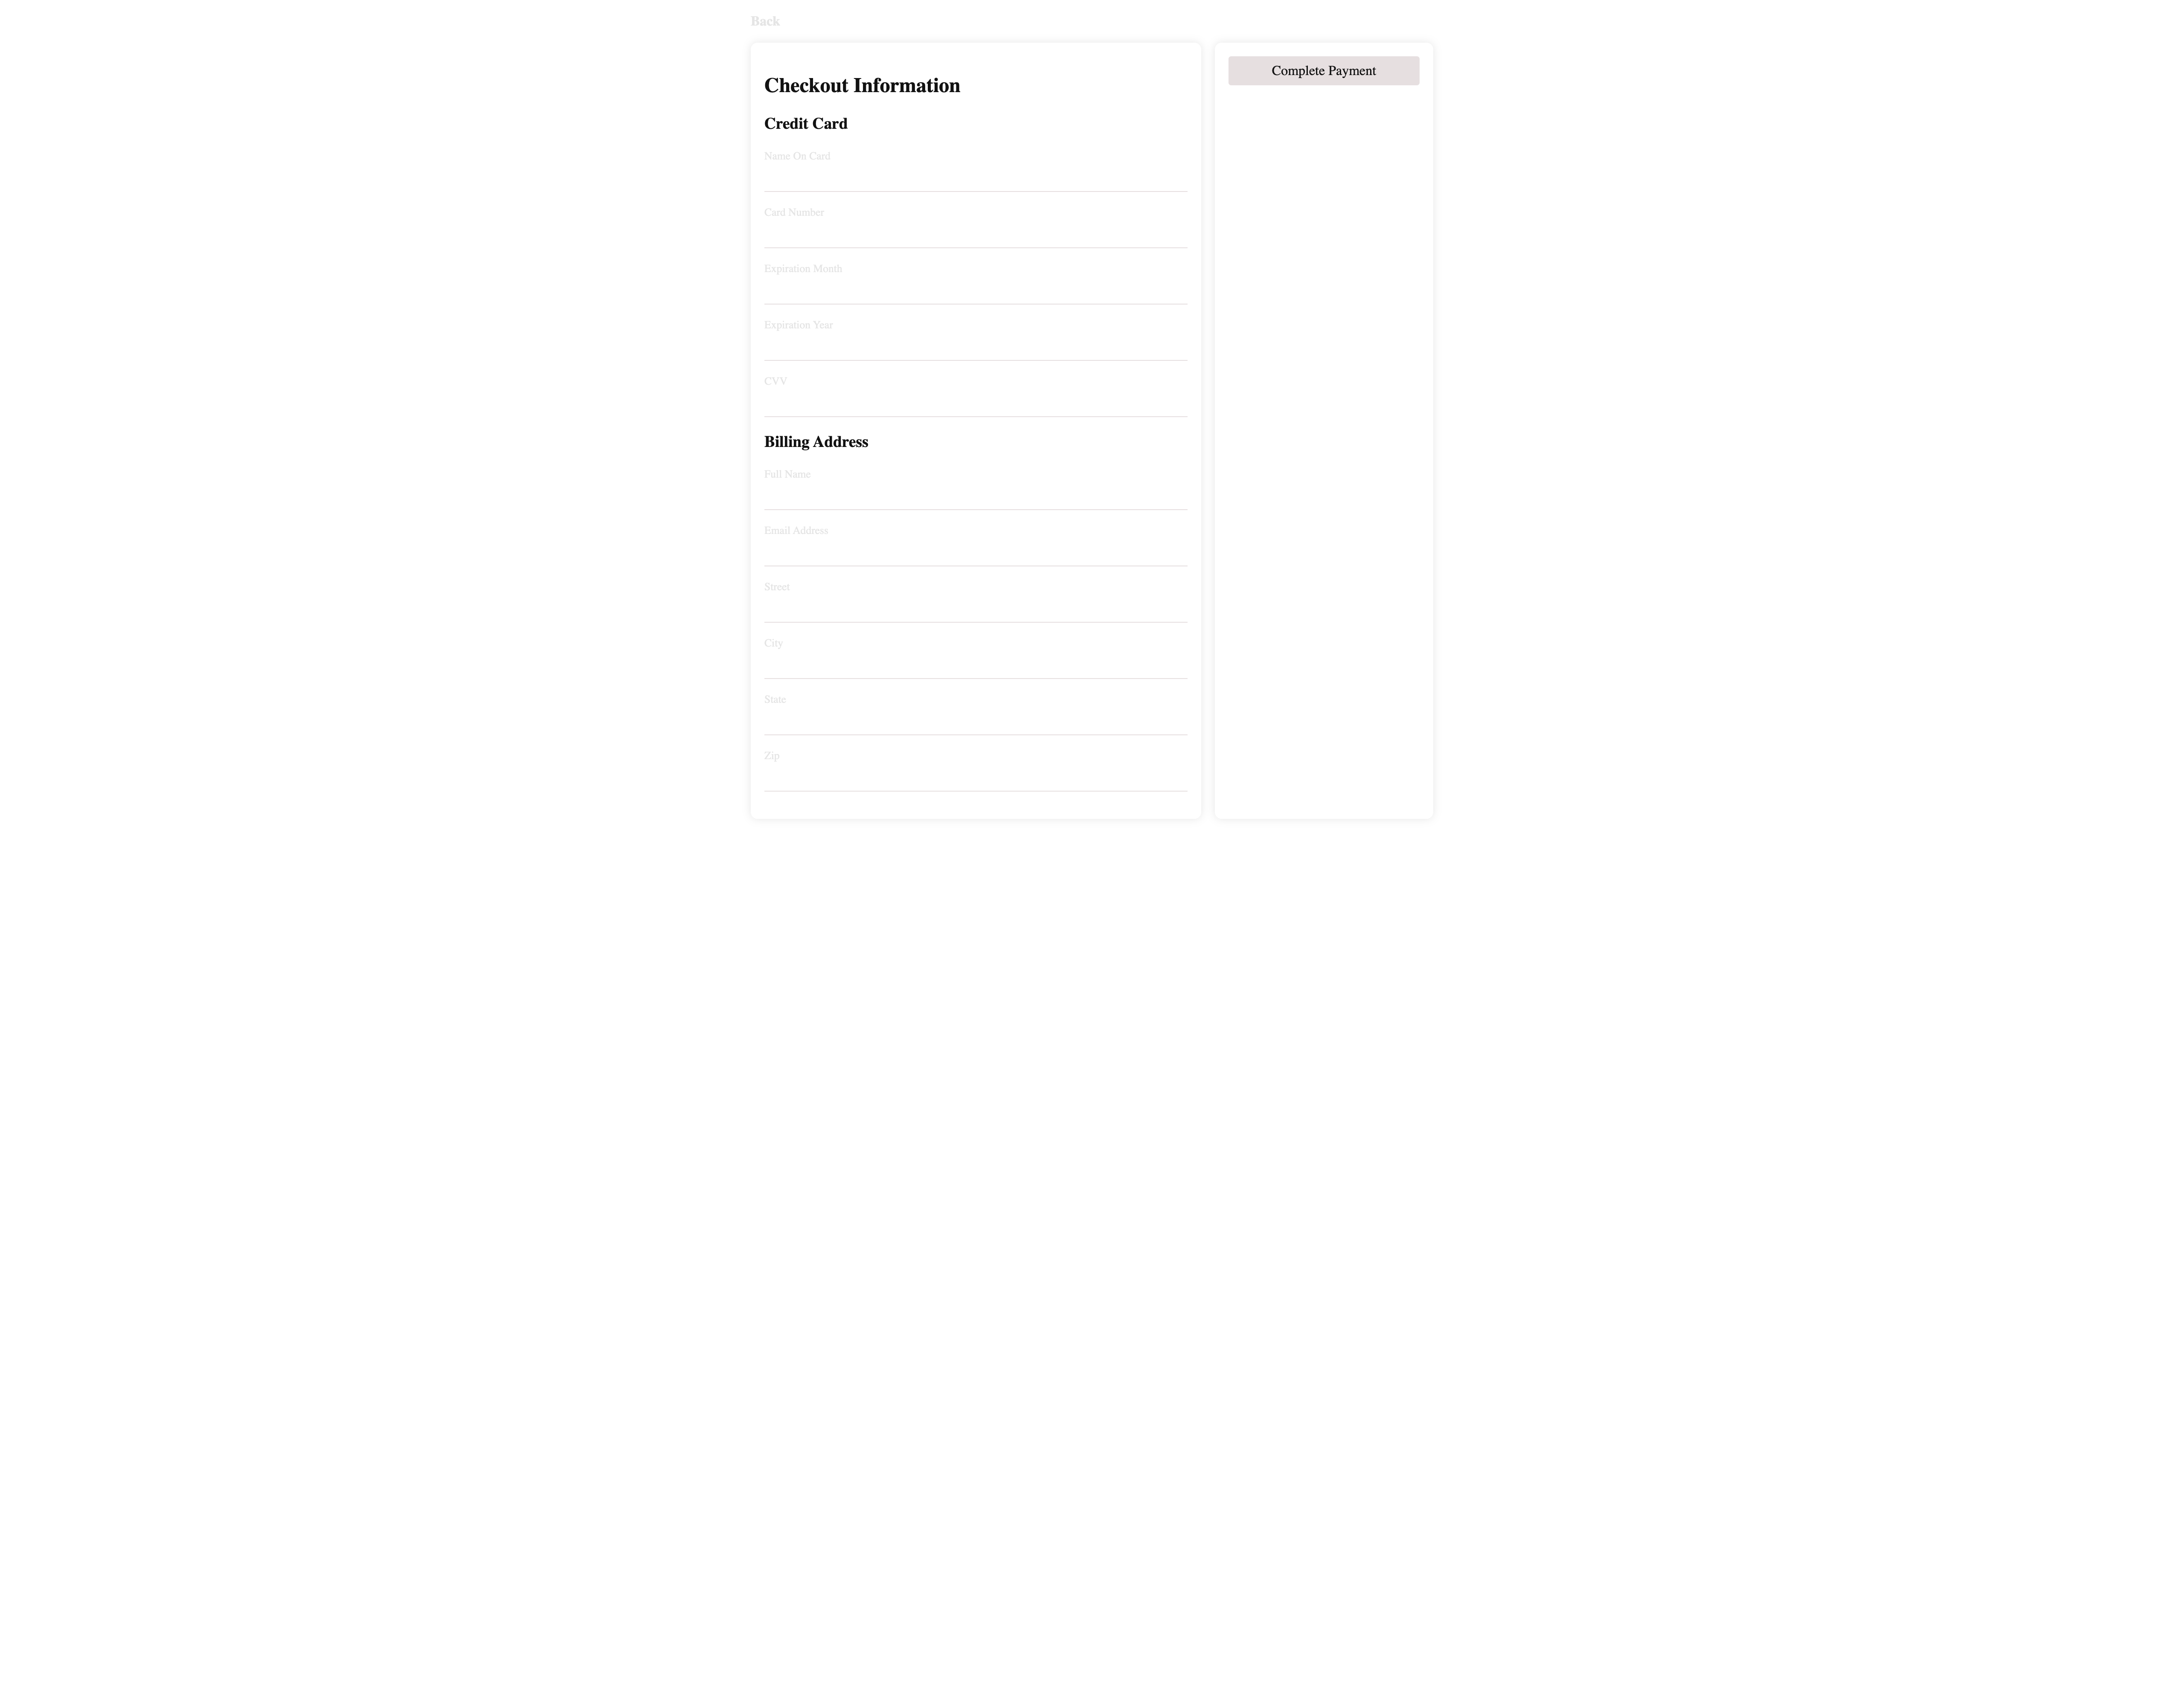 Back
Checkout Information
Credit Card
Name On Card
Card Number
Expiration Month
Expiration Year
CVV
Billing Address
Full Name
Email Address
Street
City
State
Zip
Complete Payment